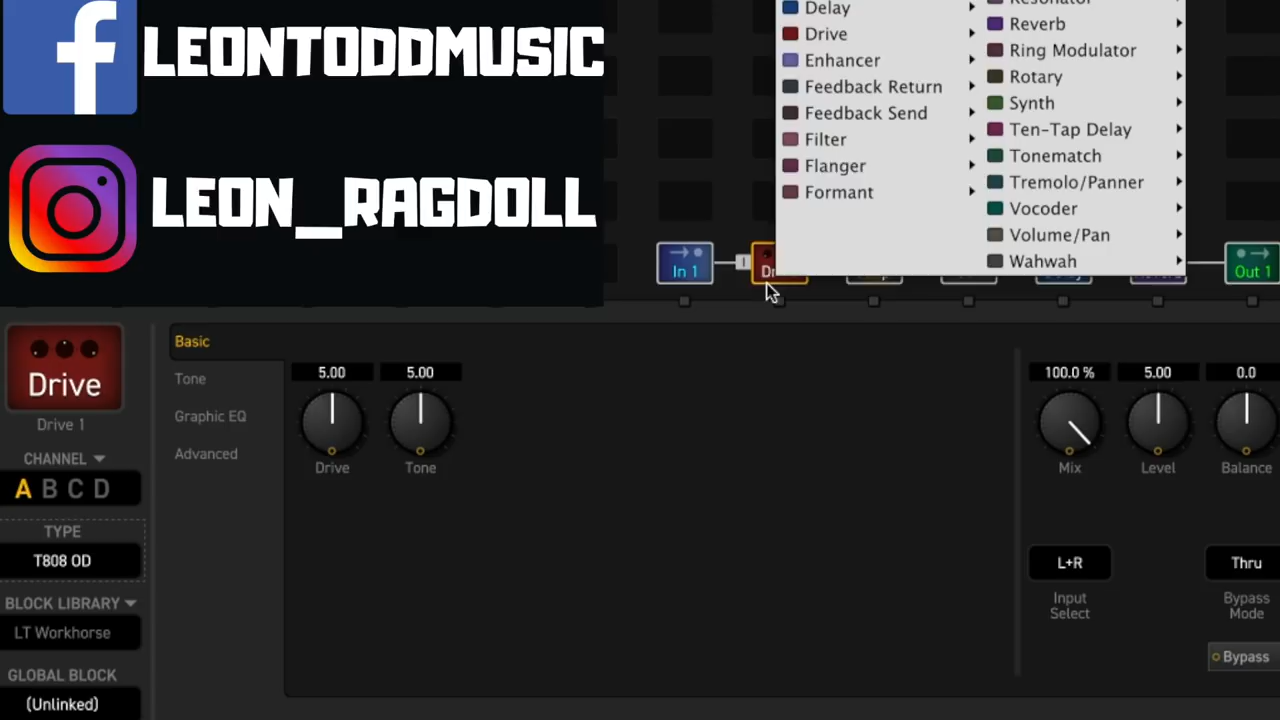 LEONTODDMUSIC
LEON_RAGDOLL
Delay
Drive
Enhancer
Feedback Return
Feedback Send
Filter
Flanger
Formant
Resonator
Reverb
Ring Modulator
Rotary
Synth
Ten-Tap Delay
Tonematch
Tremolo/Panner
Vocoder
Volume/Pan
Wahwah
In 1
Out 1
Drive
Drive 1
CHANNEL
A B C D
TYPE
T808 OD
BLOCK LIBRARY
LT Workhorse
GLOBAL BLOCK
(Unlinked)
Basic
Tone
Graphic EQ
Advanced
5.00 5.00
Drive Tone
100.0 % 5.00 0.0
Mix Level Balance
L+R Thru
Input Select
Bypass Mode
Bypass